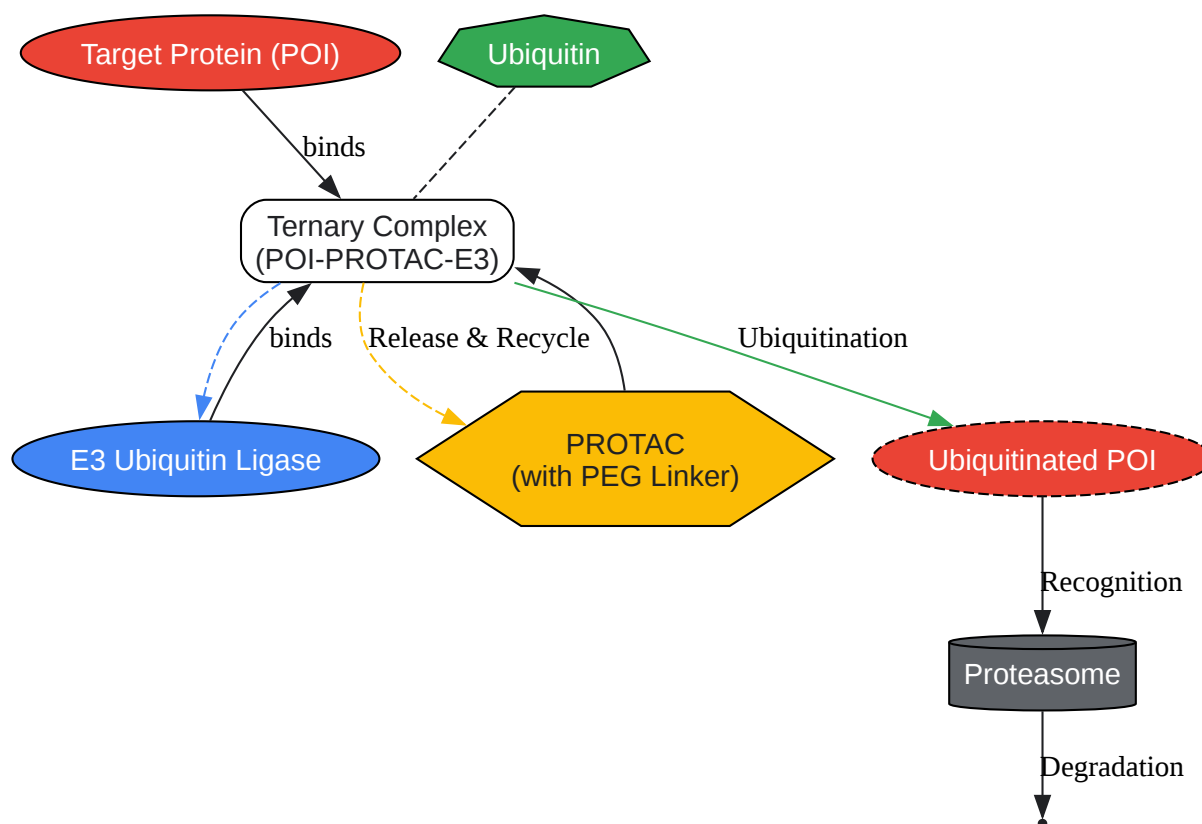 Target Protein (POI)
Ubiquitin
binds
Ternary Complex
(POI-PROTAC-E3)
binds
Release & Recycle
Ubiquitination
E3 Ubiquitin Ligase
PROTAC
(with PEG Linker)
Ubiquitinated POI
Recognition
Proteasome
Degradation